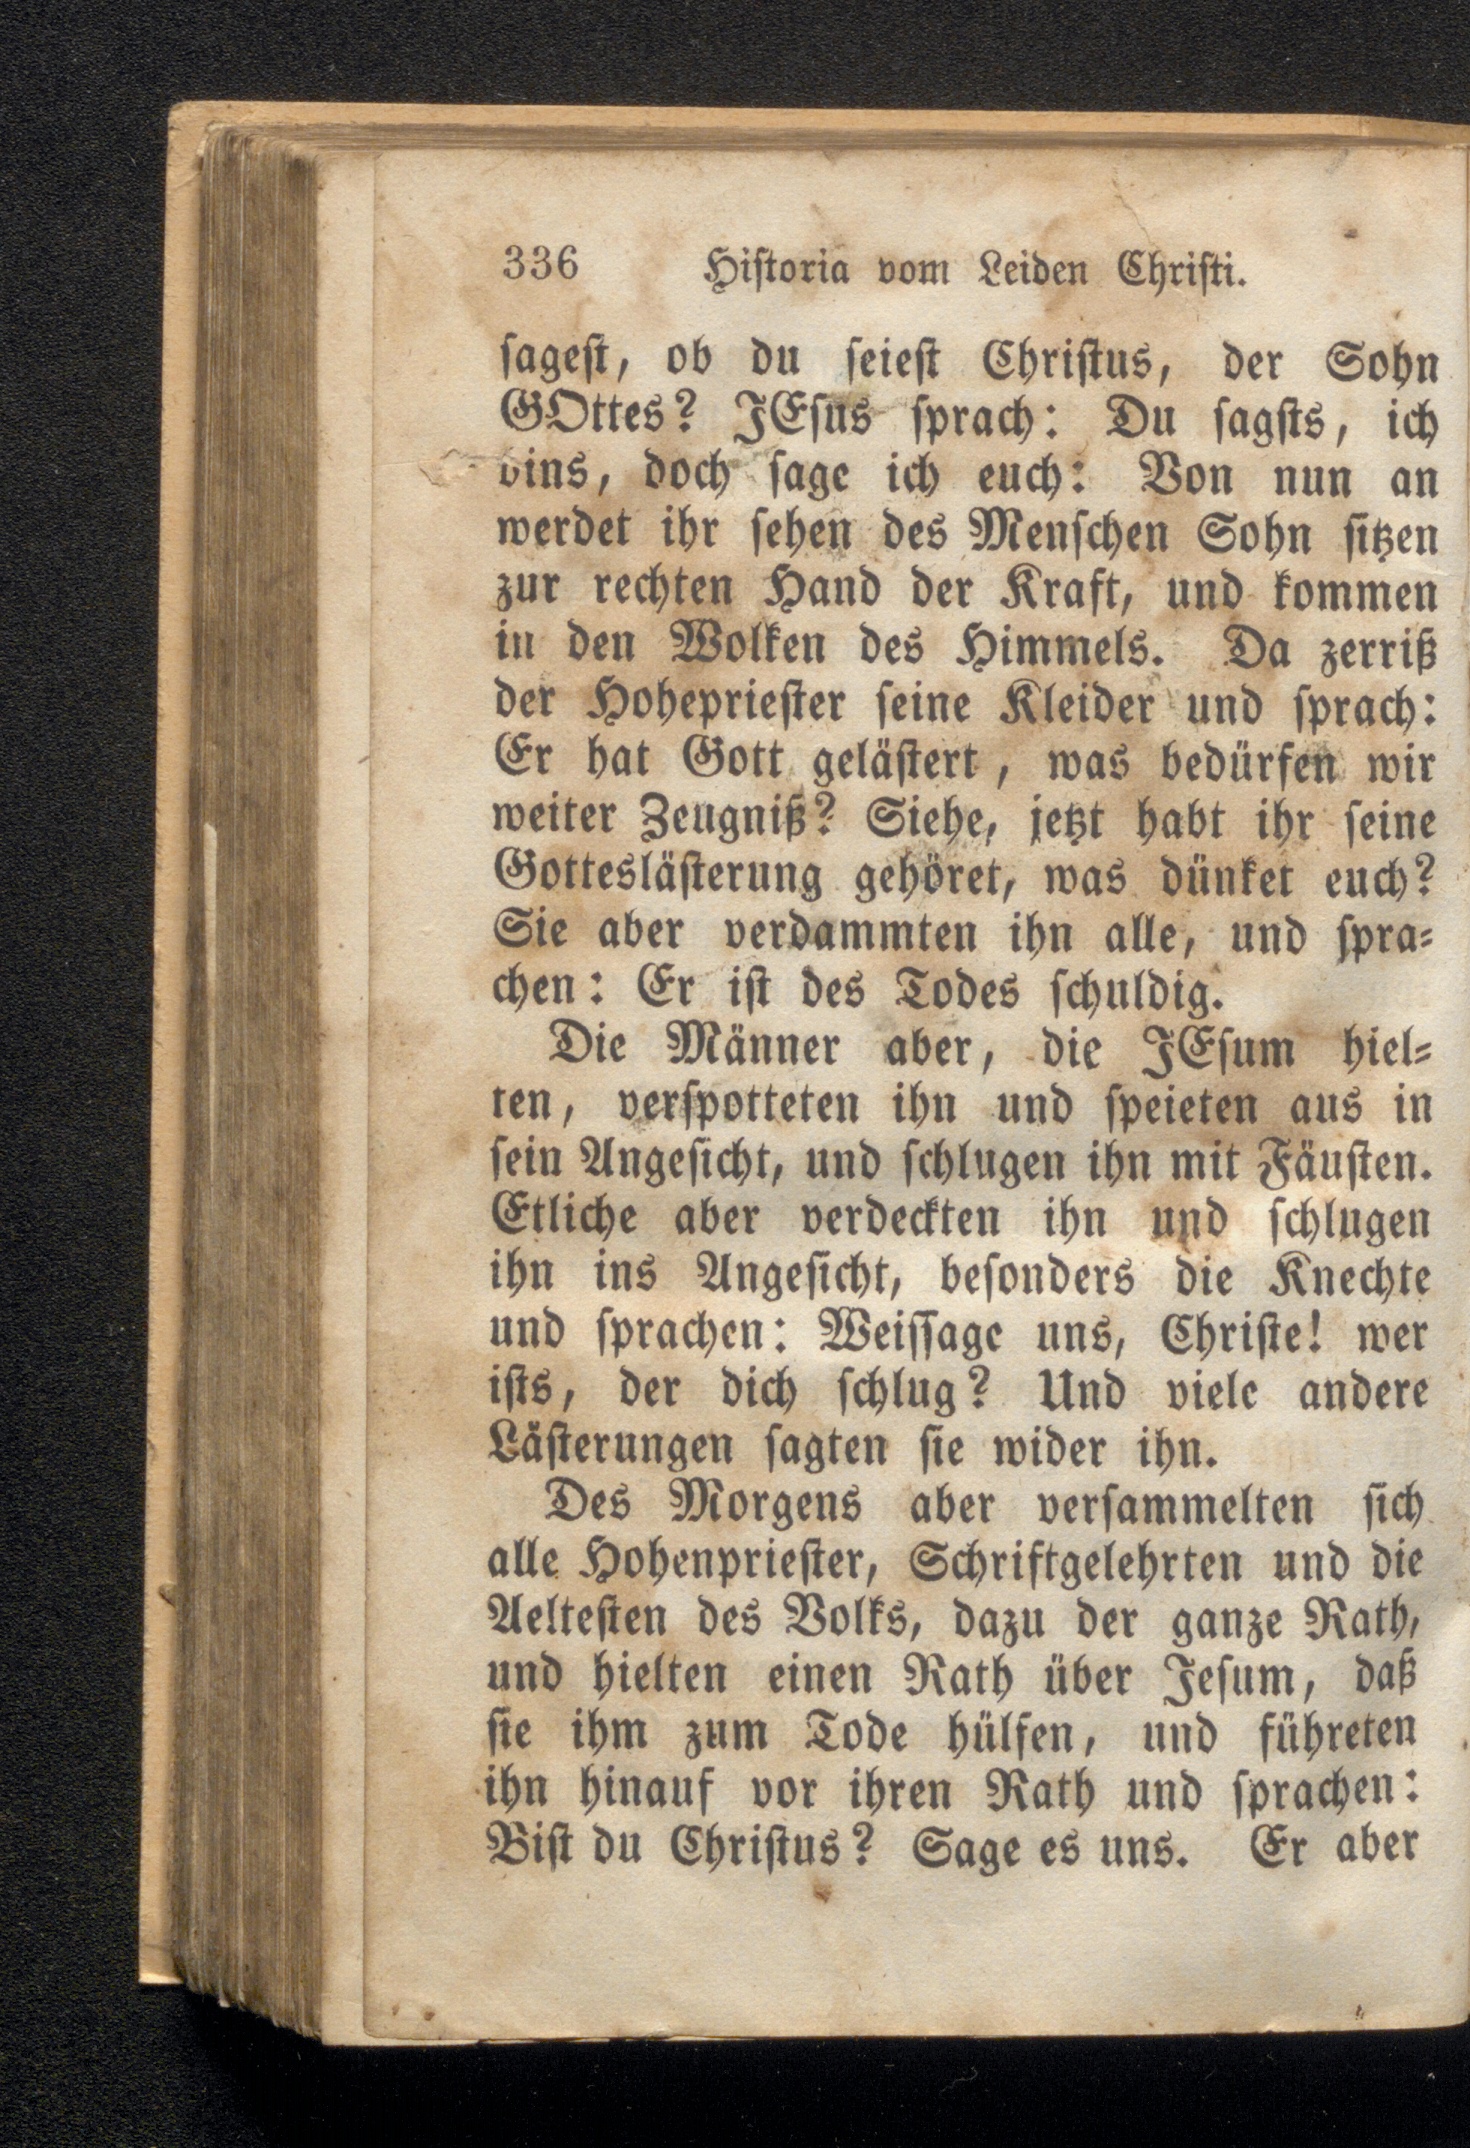 336 Hiſtoria vom Leiden Chriſti.
ſageſt, ob du ſeieſt Chriſtus, der Sohn
GOttes? JEſus ſprach: Du ſagſts, ich
bins, doch ſage ich euch: Von nun an
werdet ihr ſehen des Menſchen Sohn ſitzen
zur rechten Hand der Kraft, und kommen
in den Wolken des Himmels. Da zerriß
der Hoheprieſter ſeine Kleider und ſprach:
Er hat Gott geläſtert, was bedürfen wir
weiter Zeugniß? Siehe, jetzt habt ihr ſeine
Gottesläſterung gehöret, was dünket euch?
Sie aber verdammten ihn alle, und ſpra⸗
chen: Er iſt des Todes ſchuldig.
Die Männer aber, die JEſum hiel⸗
ten, verſpotteten ihn und ſpeieten aus in
ſein Angeſicht, und ſchlugen ihn mit Fäuſten.
Etliche aber verdeckten ihn und ſchlugen
ihn ins Angeſicht, beſonders die Knechte
und ſprachen: Weiſſage uns, Chriſte! wer
iſts, der dich ſchlug? Und viele andere
Läſterungen ſagten ſie wider ihn.
Des Morgens aber verſammelten ſich
alle Hohenprieſter, Schriftgelehrten und die
Aelteſten des Volks, dazu der ganze Rath,
und hielten einen Rath über Jeſum, daß
ſie ihm zum Tode hülfen, und führeten
ihn hinauf vor ihren Rath und ſprachen:
Biſt du Chriſtus? Sage es uns. Er aber